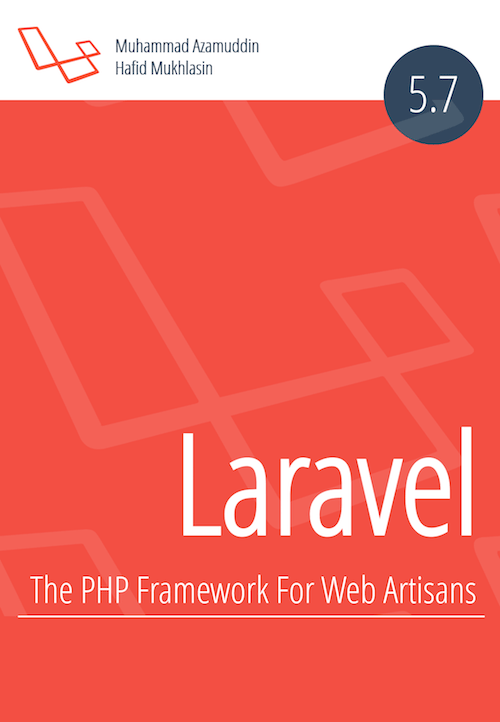 Muhammad Azamuddin
Hafid Mukhlasin
5.7
Laravel
The PHP Framework For Web Artisans